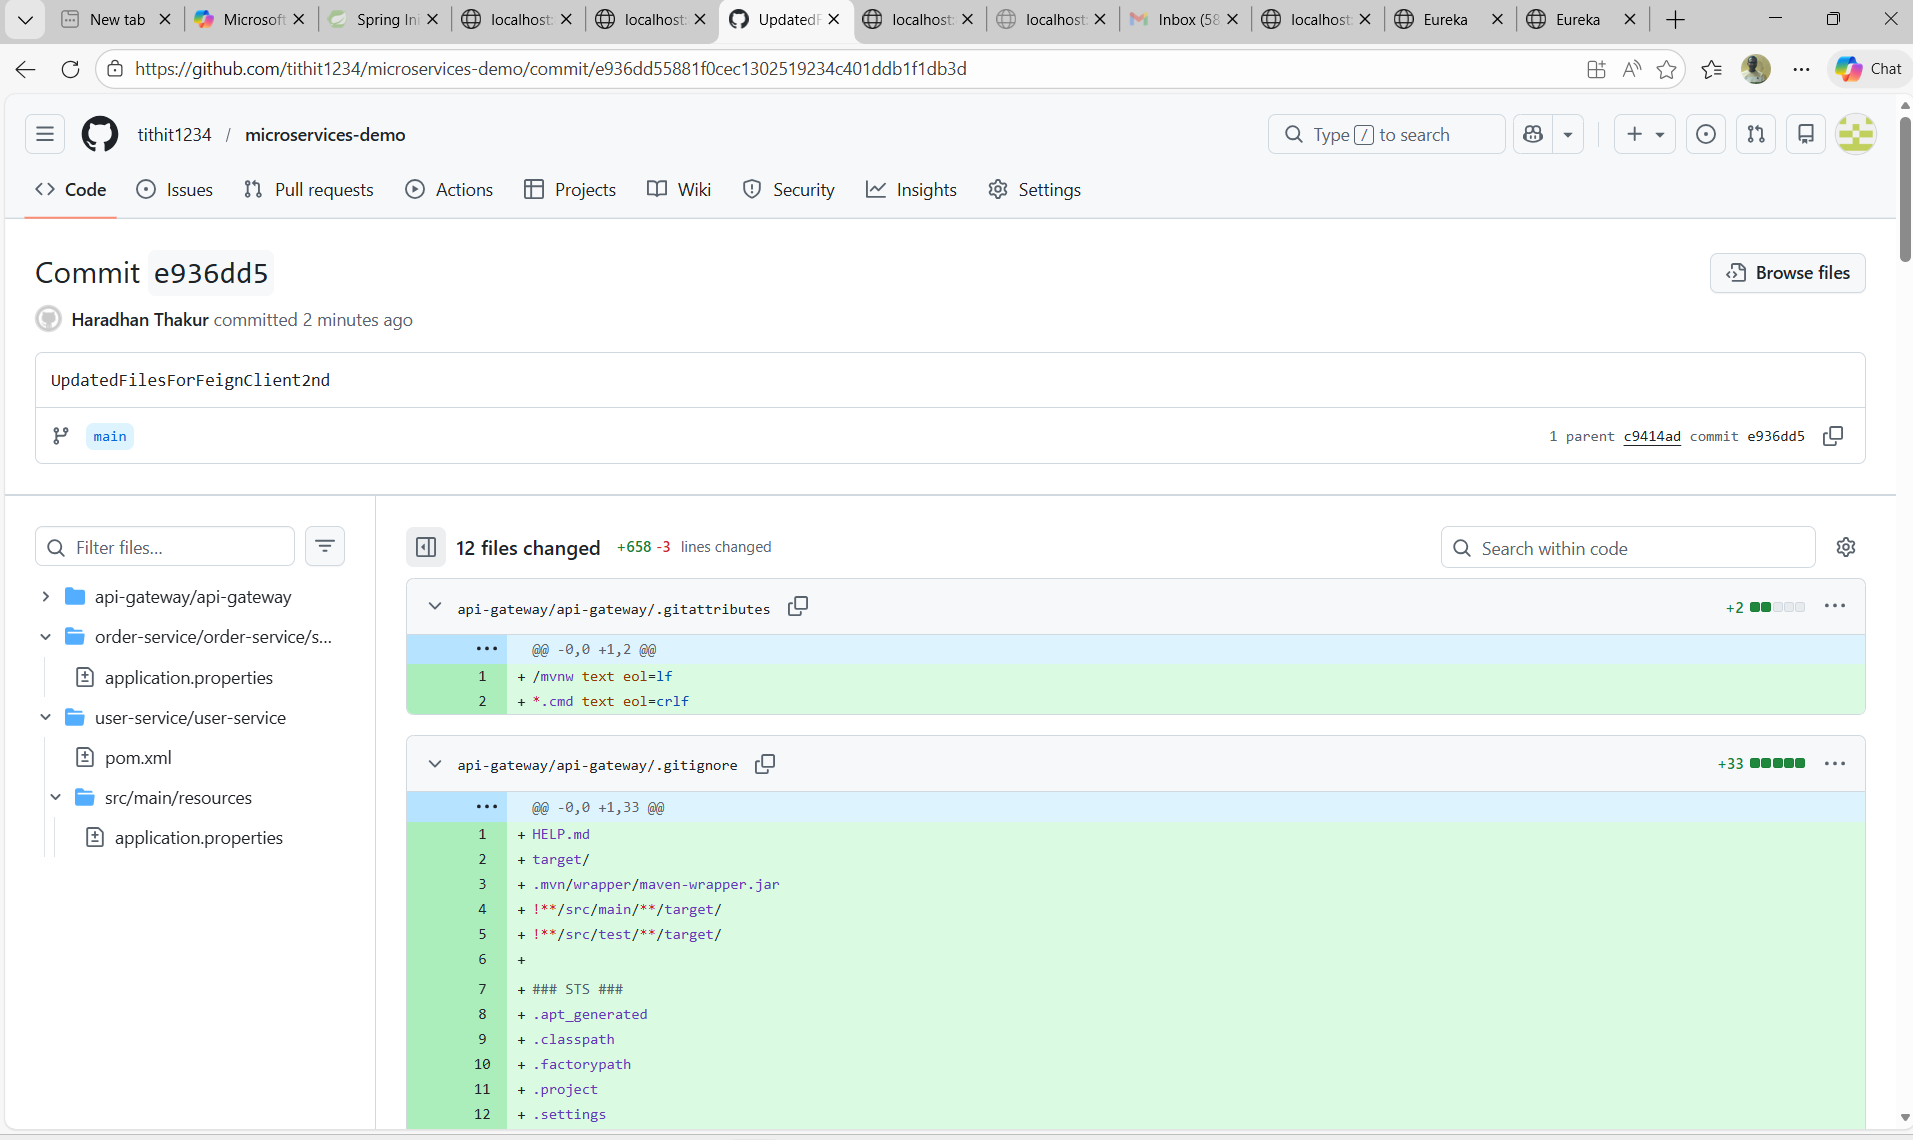 New tab
Microsoft
Spring Ini
localhost:
localhost:
UpdatedF
localhost:
localhost:
Inbox (58
localhost:
Eureka
Eureka
https://github.com/tithit1234/microservices-demo/commit/e936dd55881f0cec1302519234c401ddb1f1db3d
Chat
tithit1234 / microservices-demo
Type / to search
Code
Issues
Pull requests
Actions
Projects
Wiki
Security
Insights
Settings
Commit e936dd5
Browse files
Haradhan Thakur committed 2 minutes ago
UpdatedFilesForFeignClient2nd
main
1 parent c9414ad commit e936dd5
Filter files...
12 files changed +658 -3 lines changed
Search within code
api-gateway/api-gateway
order-service/order-service/s...
application.properties
user-service/user-service
pom.xml
src/main/resources
application.properties
api-gateway/api-gateway/.gitattributes
+2
@@ -0,0 +1,2 @@
1 + /mvnw text eol=lf
2 + *.cmd text eol=crlf
api-gateway/api-gateway/.gitignore
+33
@@ -0,0 +1,33 @@
1 + HELP.md
2 + target/
3 + .mvn/wrapper/maven-wrapper.jar
4 + !**/src/main/**/target/
5 + !**/src/test/**/target/
6 +
7 + ### STS ###
8 + .apt_generated
9 + .classpath
10 + .factorypath
11 + .project
12 + .settings